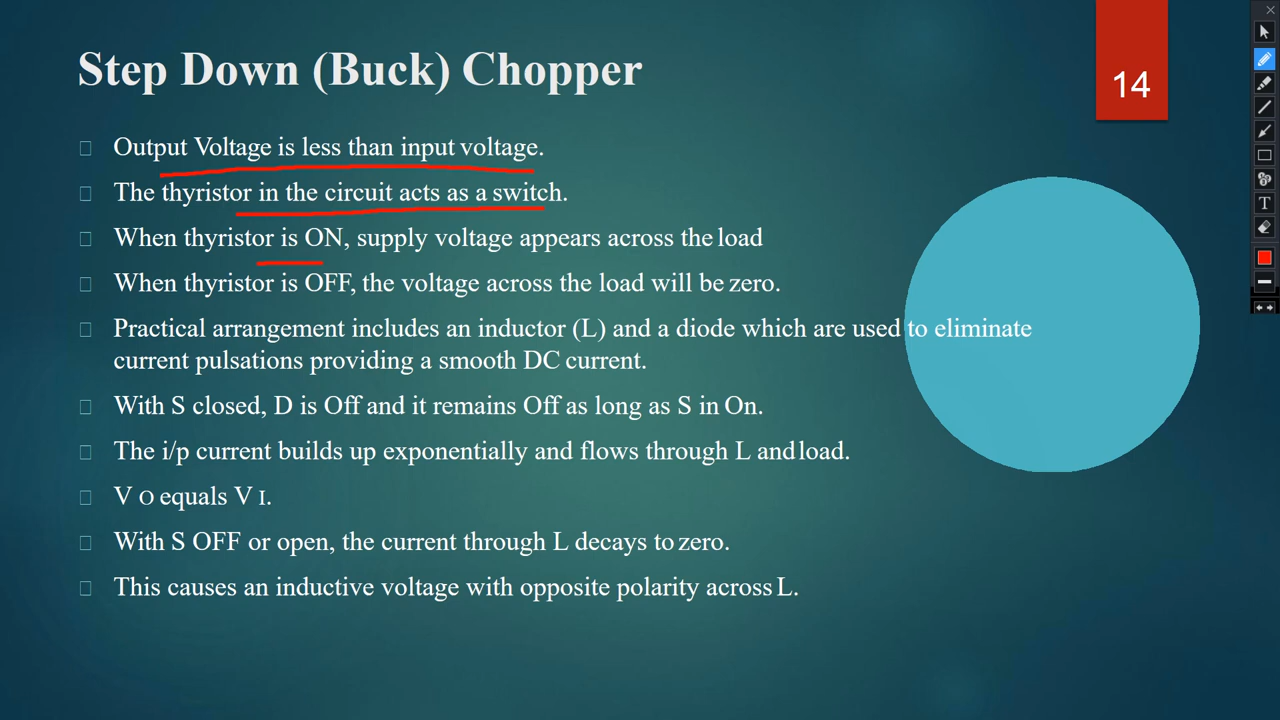 Step Down (Buck) Chopper
14
Output Voltage is less than input voltage.
The thyristor in the circuit acts as a switch.
When thyristor is ON, supply voltage appears across the load
When thyristor is OFF, the voltage across the load will be zero.
Practical arrangement includes an inductor (L) and a diode which are used to eliminate
current pulsations providing a smooth DC current.
With S closed, D is Off and it remains Off as long as S in On.
The i/p current builds up exponentially and flows through L and load.
V O equals V I.
With S OFF or open, the current through L decays to zero.
This causes an inductive voltage with opposite polarity across L.